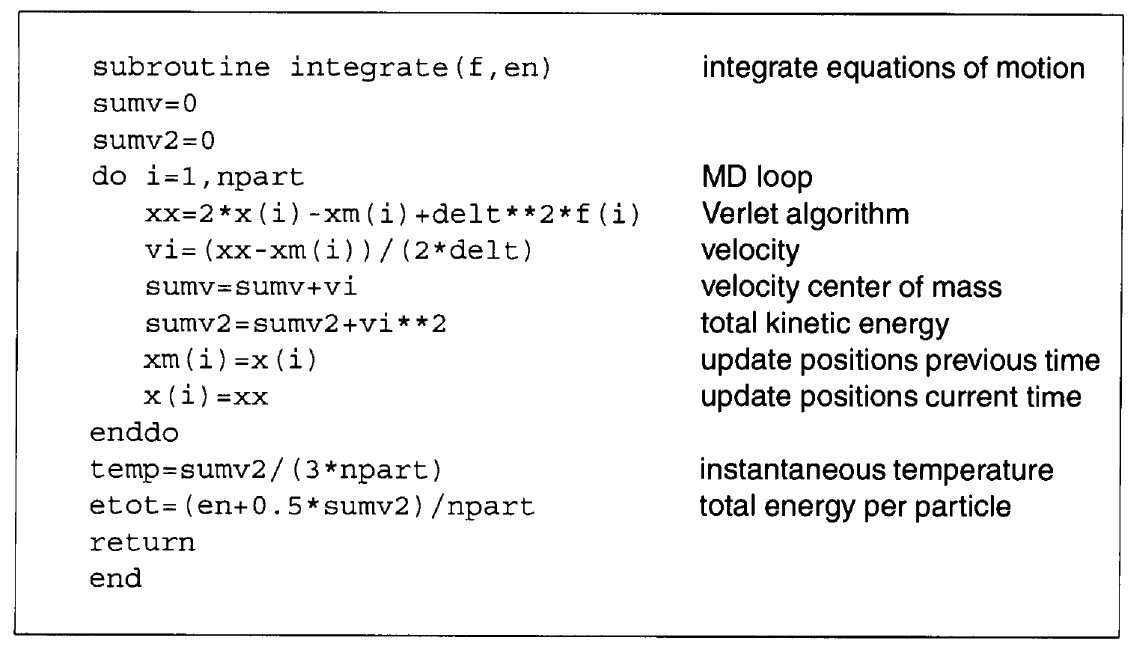 subroutine integrate(f,en) integrate equations of motion
sumv=0
sumv2=0
do i=1,npart MD loop
xx=2*x(i)-xm(i)+delt**2*f(i) Verlet algorithm
vi=(xx-xm(i))/(2*delt) velocity
sumv=sumv+vi velocity center of mass
sumv2=sumv2+vi**2 total kinetic energy
xm(i)=x(i) update positions previous time
x(i)=xx update positions current time
enddo
temp=sumv2/(3*npart) instantaneous temperature
etot=(en+0.5*sumv2)/npart total energy per particle
return
end